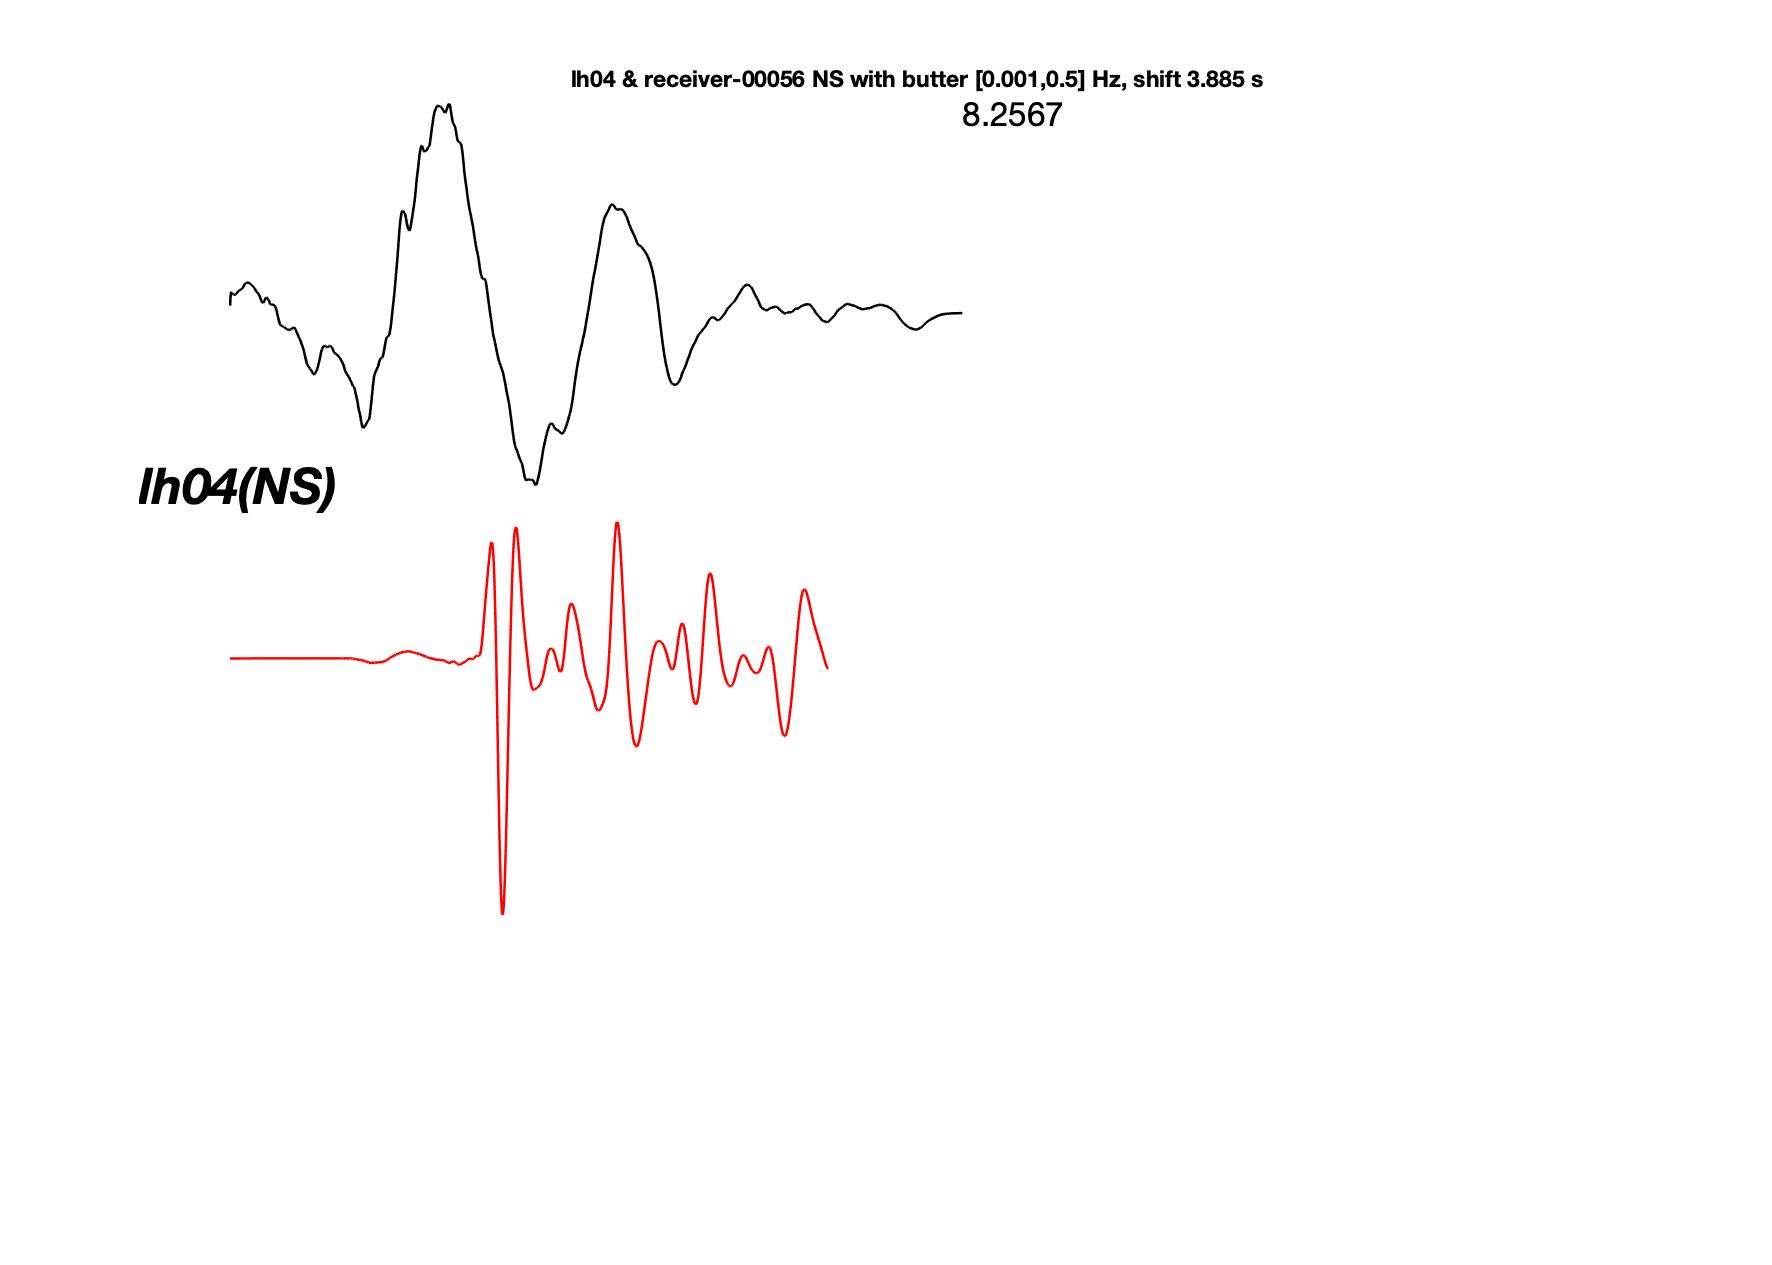 lh04 & receiver-00056 NS with butter [0.001,0.5] Hz, shift 3.885 s
8.2567
lh04(NS)